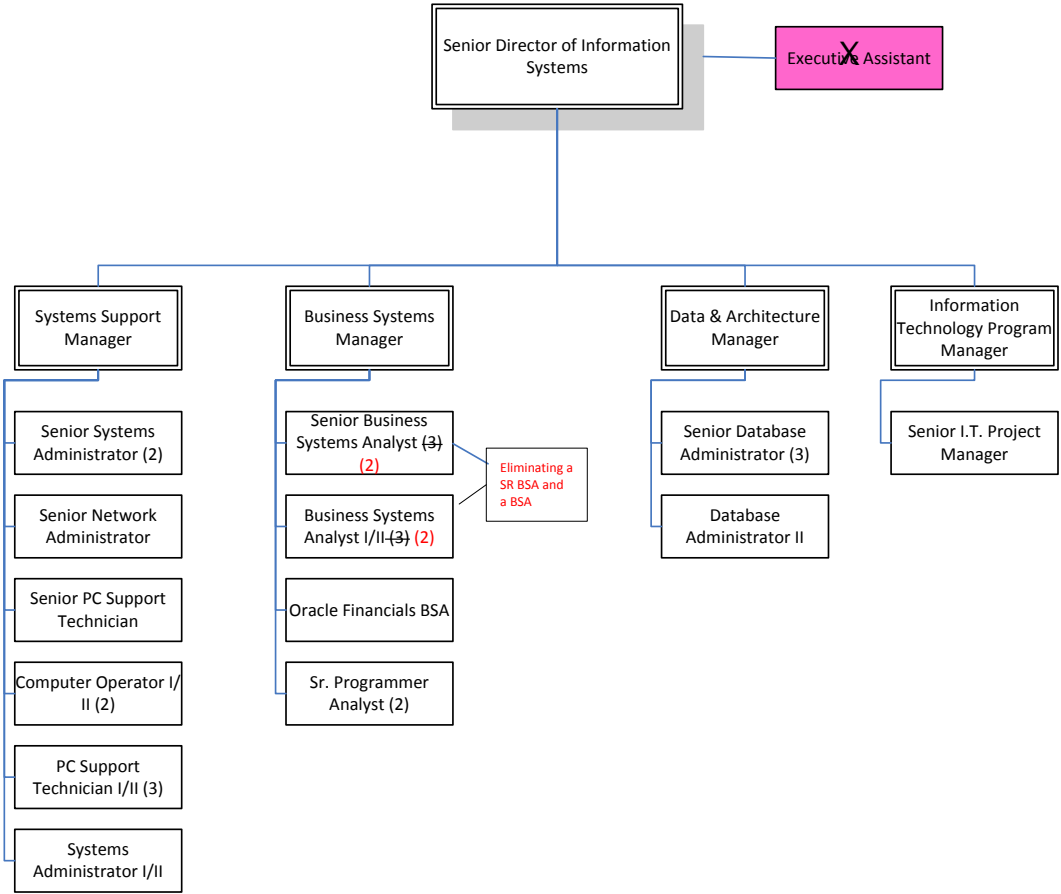 Senior Director of Information
Systems
Executive Assistant
X
Systems Support
Manager
Business Systems
Manager
Data & Architecture
Manager
Information
Technology Program
Manager
Senior Systems
Administrator (2)
Senior Network
Administrator
Senior PC Support
Technician
Computer Operator I/
II (2)
PC Support
Technician I/II (3)
Systems
Administrator I/II
Senior Business
Systems Analyst (3)
(2)
Business Systems
Analyst I/II (3) (2)
Oracle Financials BSA
Sr. Programmer
Analyst (2)
Eliminating a
SR BSA and
a BSA
Senior Database
Administrator (3)
Database
Administrator II
Senior I.T. Project
Manager